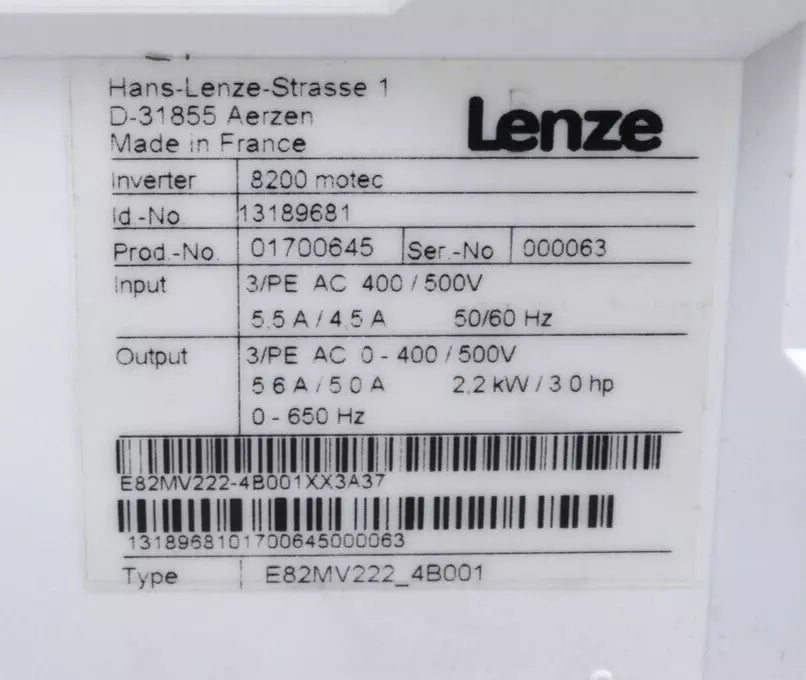 Hans-Lenze-Strasse 1
D-31855 Aerzen
Made in France
Lenze
Inverter 8200 motec
Id.-No. 13189681
Prod.-No. 01700645 Ser.-No 000063
Input 3/PE AC 400 / 500V
5.5 A / 4.5 A 50/60 Hz
Output 3/PE AC 0 - 400 / 500V
5.6 A / 5.0 A 2.2 kW / 3.0 hp
0 - 650 Hz
E82MV222-4B001XX3A37
1318968101700645000063
Type E82MV222_4B001